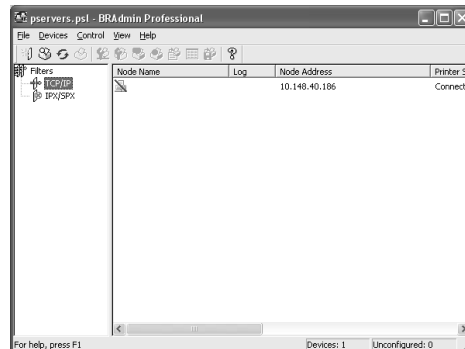 pservers.psl - BRAdmin Professional
File Devices Control View Help
Filters
TCP/IP
IPX/SPX
Node Name Log Node Address Printer S
10.148.40.186 Connect
For help, press F1 Devices: 1 Unconfigured: 0